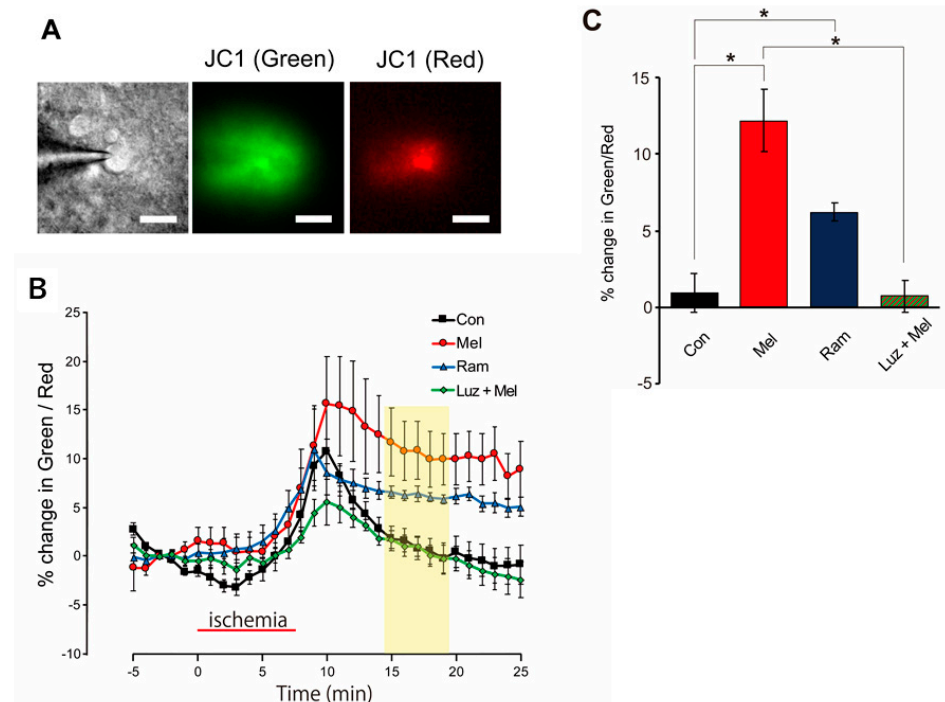 A
JC1 (Green)
JC1 (Red)
B
% change in Green / Red
25
20
15
10
5
0
-5
-10
Con
Mel
Ram
Luz + Mel
ischemia
-5 0 5 10 15 20 25
Time (min)
C
% change in Green/Red
* 
* *
15
10
5
0
-5
Con Mel Ram Luz + Mel